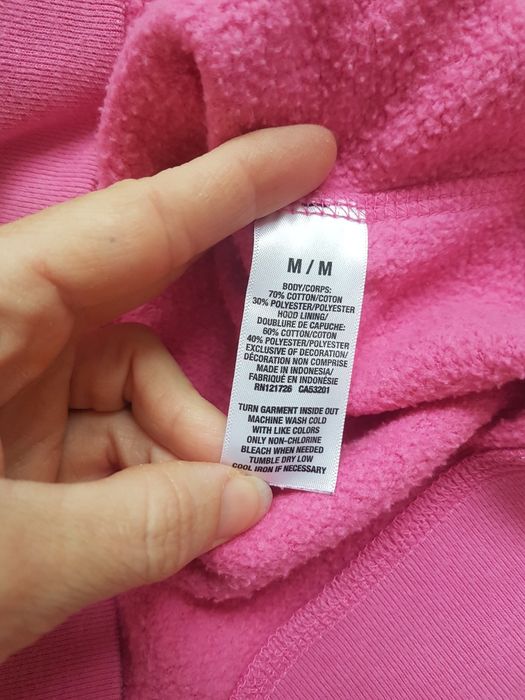 M / M
BODY/CORPS:
70% COTTON/COTON
30% POLYESTER/POLYESTER
HOOD LINING/
DOUBLURE DE CAPUCHE:
60% COTTON/COTON
40% POLYESTER/POLYESTER
EXCLUSIVE OF DECORATION/
DÉCORATION NON COMPRISE
MADE IN INDONESIA/
FABRIQUÉ EN INDONÉSIE
RN121726 CA53201
TURN GARMENT INSIDE OUT
MACHINE WASH COLD
WITH LIKE COLORS
ONLY NON-CHLORINE
BLEACH WHEN NEEDED
TUMBLE DRY LOW
COOL IRON IF NECESSARY